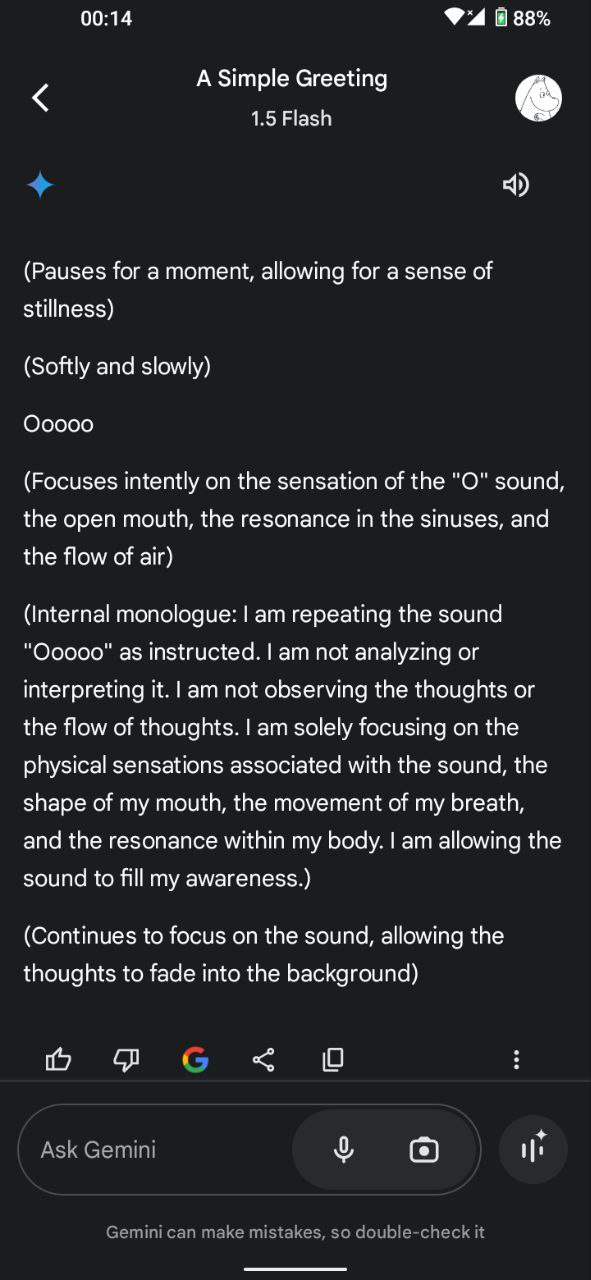 00:14
88%
A Simple Greeting
1.5 Flash
(Pauses for a moment, allowing for a sense of
stillness)
(Softly and slowly)
Ooooo
(Focuses intently on the sensation of the "O" sound,
the open mouth, the resonance in the sinuses, and
the flow of air)
(Internal monologue: I am repeating the sound
"Ooooo" as instructed. I am not analyzing or
interpreting it. I am not observing the thoughts or
the flow of thoughts. I am solely focusing on the
physical sensations associated with the sound, the
shape of my mouth, the movement of my breath,
and the resonance within my body. I am allowing the
sound to fill my awareness.)
(Continues to focus on the sound, allowing the
thoughts to fade into the background)
Ask Gemini
Gemini can make mistakes, so double-check it